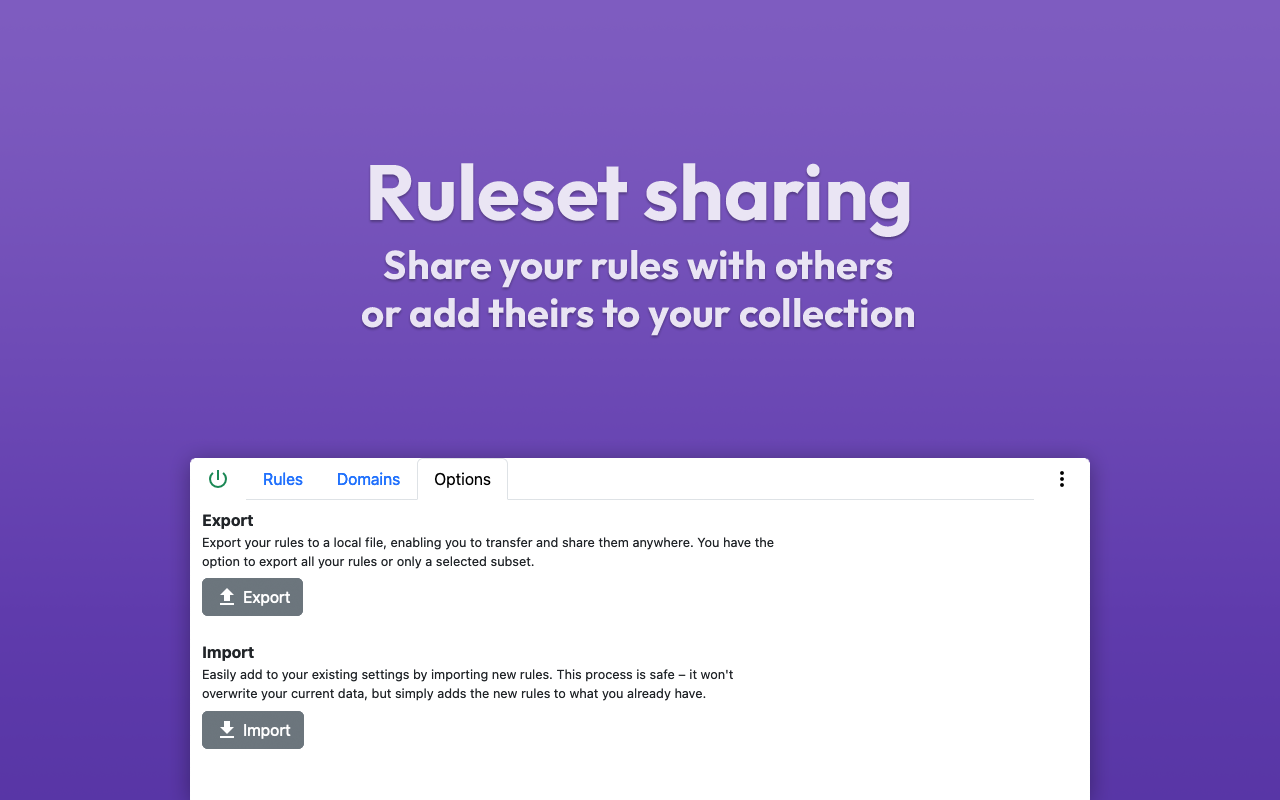 Ruleset sharing
Share your rules with others
or add theirs to your collection
Rules Domains Options
Export
Export your rules to a local file, enabling you to transfer and share them anywhere. You have the
option to export all your rules or only a selected subset.
Export
Import
Easily add to your existing settings by importing new rules. This process is safe – it won't
overwrite your current data, but simply adds the new rules to what you already have.
Import